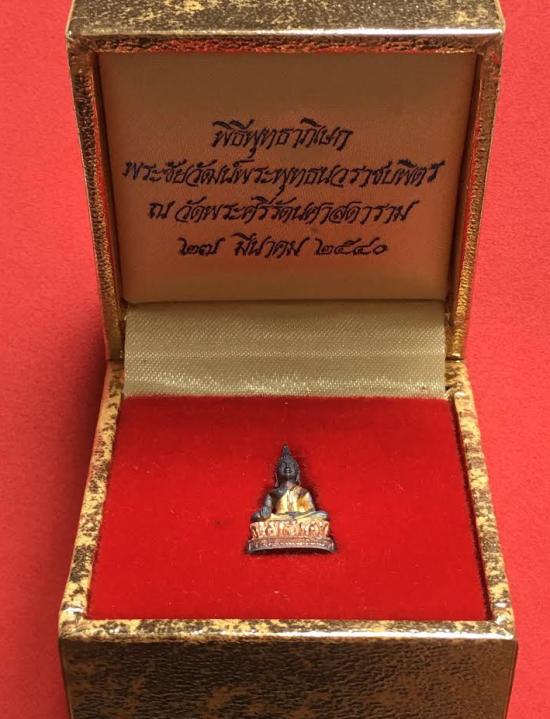 พิธีพุทธาภิเษก
พระชัยวัฒน์พระพุทธนวราชบพิตร
ณ วัดพระศรีรัตนศาสดาราม
๒๗ มีนาคม ๒๕๔๐